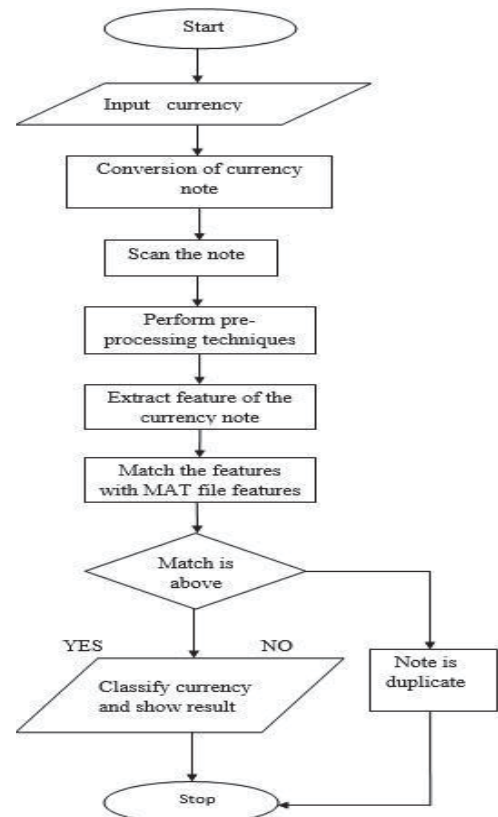 Start
Input currency
Conversion of currency
note
Scan the note
Perform pre-
processing techniques
Extract feature of the
currency note
Match the features
with MAT file features
Match is
above
YES
NO
Note is
duplicate
Classify currency
and show result
Stop